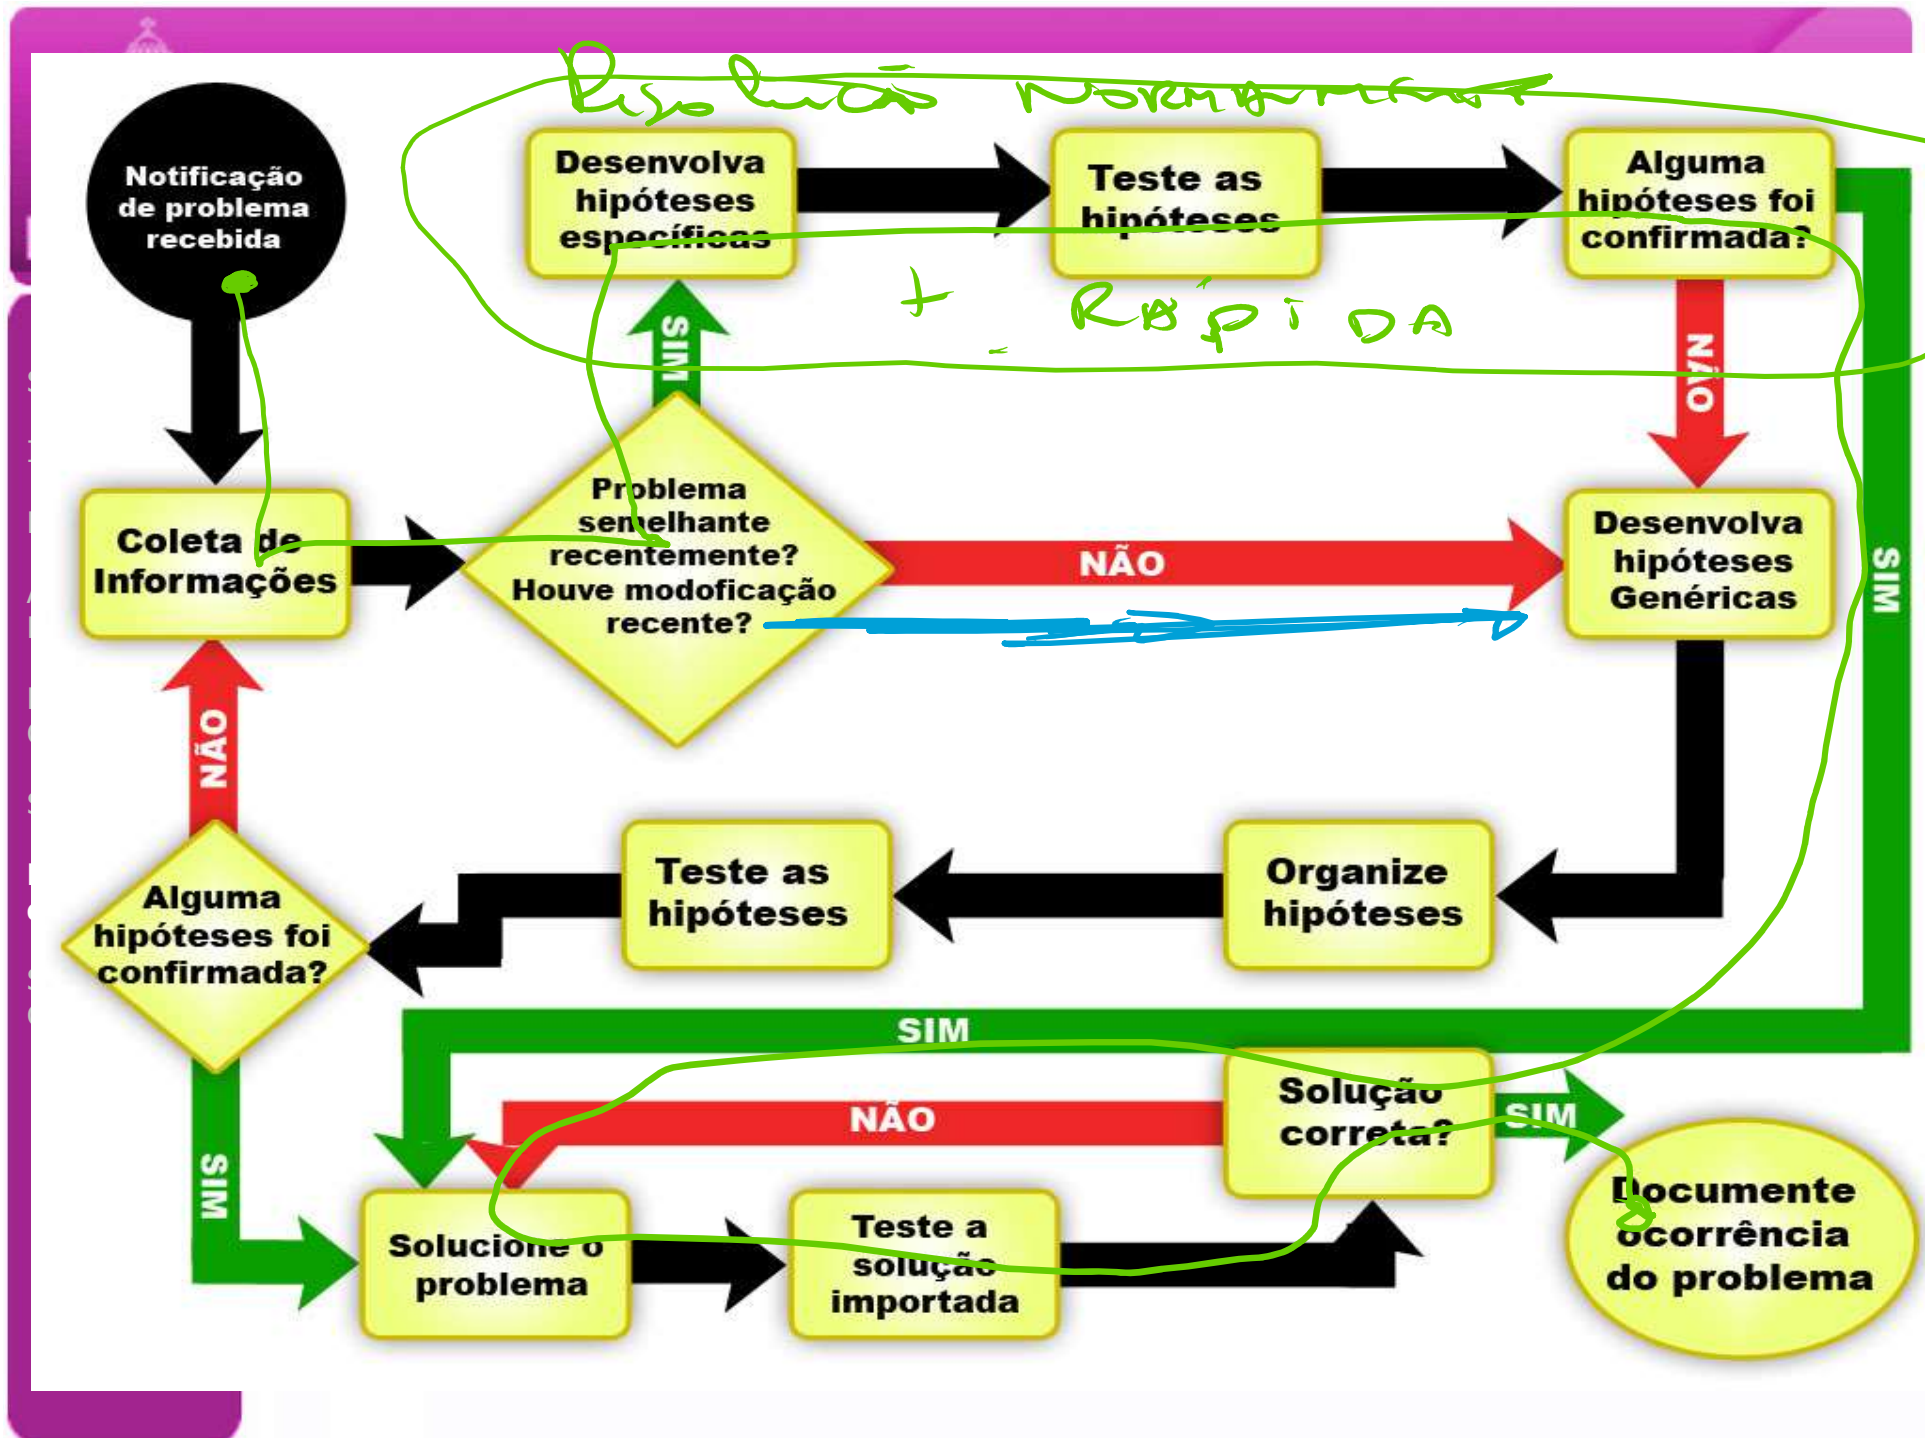 Resolução NORMALMENTE
Notificação
de problema
recebida
Desenvolva
hipóteses
específicas
Teste as
hipóteses
Alguma
hipóteses foi
confirmada?
+ RÁPIDA
SIM
NÃO
Coleta de
Informações
Problema
semelhante
recentemente?
Houve modoficação
recente?
NÃO
Desenvolva
hipóteses
Genéricas
SIM
NÃO
Alguma
hipóteses foi
confirmada?
Teste as
hipóteses
Organize
hipóteses
SIM
SIM
NÃO
Solução
correta?
SIM
Solucione o
problema
Teste a
solução
importada
Documente
ocorrência
do problema